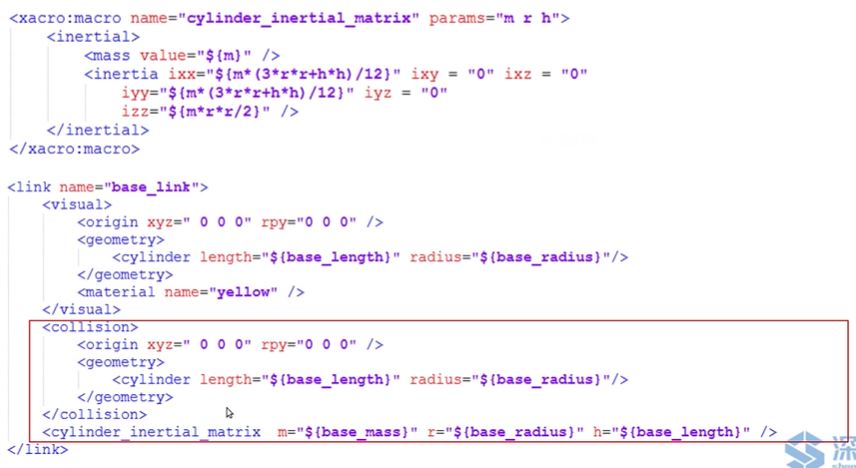 <xacro:macro name="cylinder_inertial_matrix" params="m r h">
<inertial>
<mass value="${m}" />
<inertia ixx="${m*(3*r*r+h*h)/12}" ixy = "0" ixz = "0"
iyy="${m*(3*r*r+h*h)/12}" iyz = "0"
izz="${m*r*r/2}" />
</inertial>
</xacro:macro>
<link name="base_link">
<visual>
<origin xyz=" 0 0 0" rpy="0 0 0" />
<geometry>
<cylinder length="${base_length}" radius="${base_radius}"/>
</geometry>
<material name="yellow" />
</visual>
<collision>
<origin xyz=" 0 0 0" rpy="0 0 0" />
<geometry>
<cylinder length="${base_length}" radius="${base_radius}"/>
</geometry>
</collision>
<cylinder_inertial_matrix  m="${base_mass}" r="${base_radius}" h="${base_length}" />
</link>
深